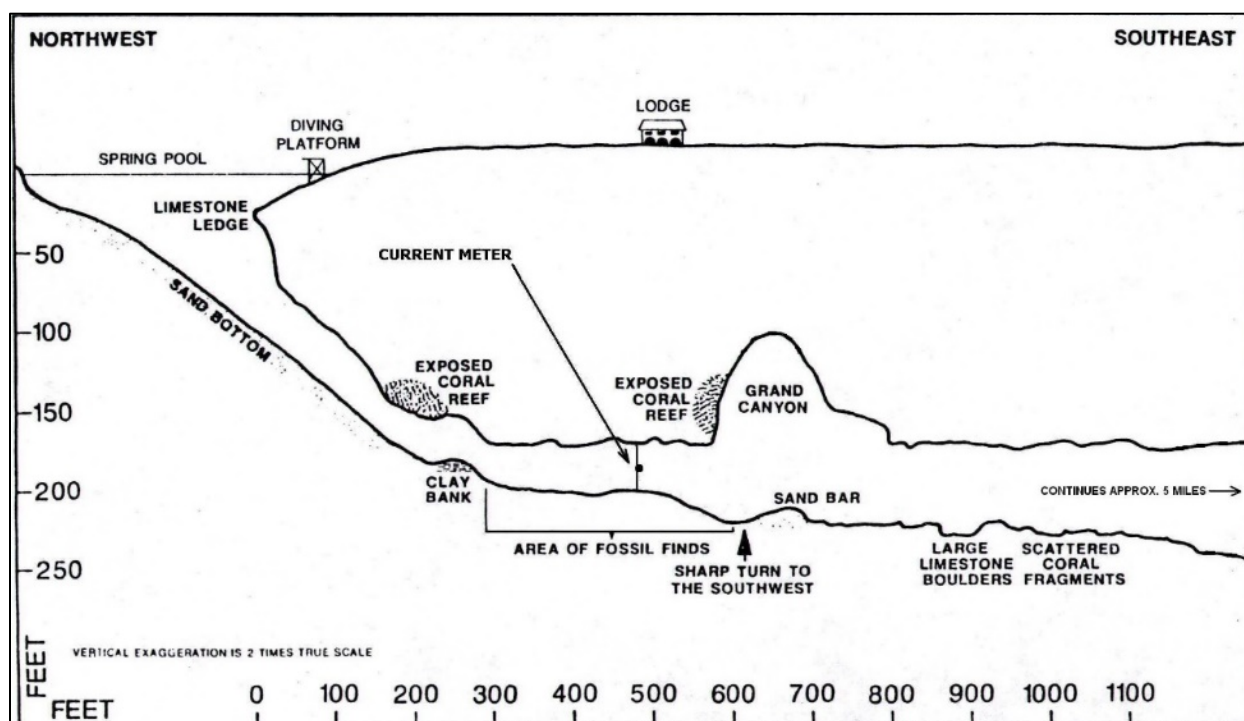 NORTHWEST
SOUTHEAST
LODGE
DIVING
PLATFORM
SPRING POOL
LIMESTONE
LEDGE
CURRENT METER
-50
SAND BOTTOM
-100
EXPOSED
CORAL
REEF
EXPOSED
CORAL
REEF
GRAND
CANYON
-150
CLAY
BANK
-200
SAND BAR
CONTINUES APPROX. 5 MILES
AREA OF FOSSIL FINDS
SHARP TURN TO
THE SOUTHWEST
LARGE
LIMESTONE
BOULDERS
SCATTERED
CORAL
FRAGMENTS
-250
FEET
VERTICAL EXAGGERATION IS 2 TIMES TRUE SCALE
FEET
0 100 200 300 400 500 600 700 800 900 1000 1100